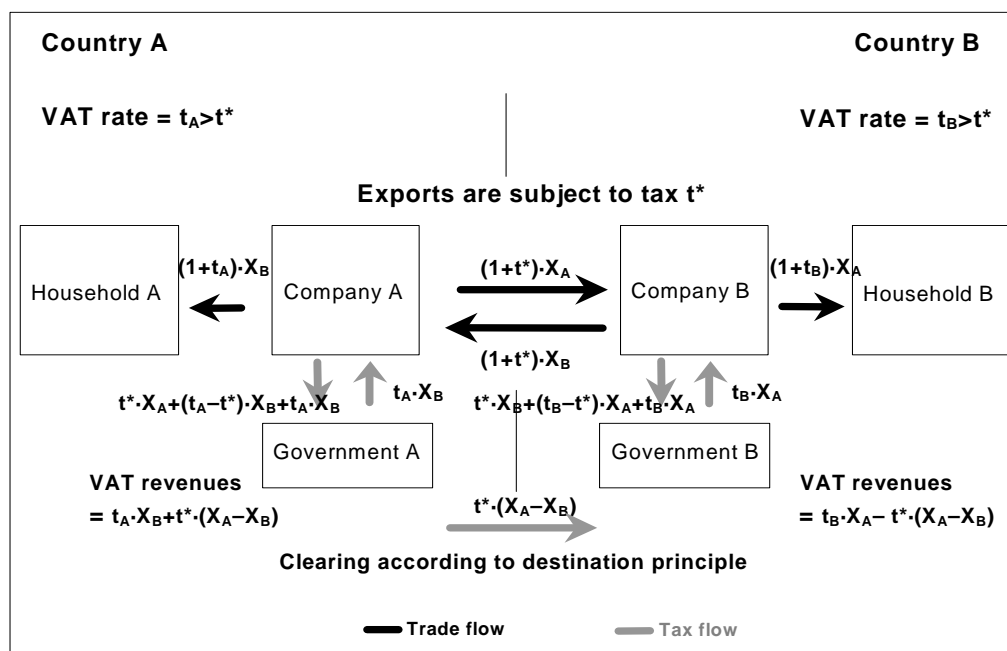 Country A
Country B
VAT rate = tA>t*
VAT rate = tB>t*
Exports are subject to tax t*
(1+tA)·XB
(1+t*)·XA
(1+tB)·XA
Household A
Company A
Company B
Household B
(1+t*)·XB
t*·XA+(tA–t*)·XB+tA·XB
tA·XB
t*·XB+(tB–t*)·XA+tB·XA
tB·XA
Government A
Government B
VAT revenues
= tA·XB+t*·(XA–XB)
t*·(XA–XB)
VAT revenues
= tB·XA– t*·(XA–XB)
Clearing according to destination principle
Trade flow
Tax flow